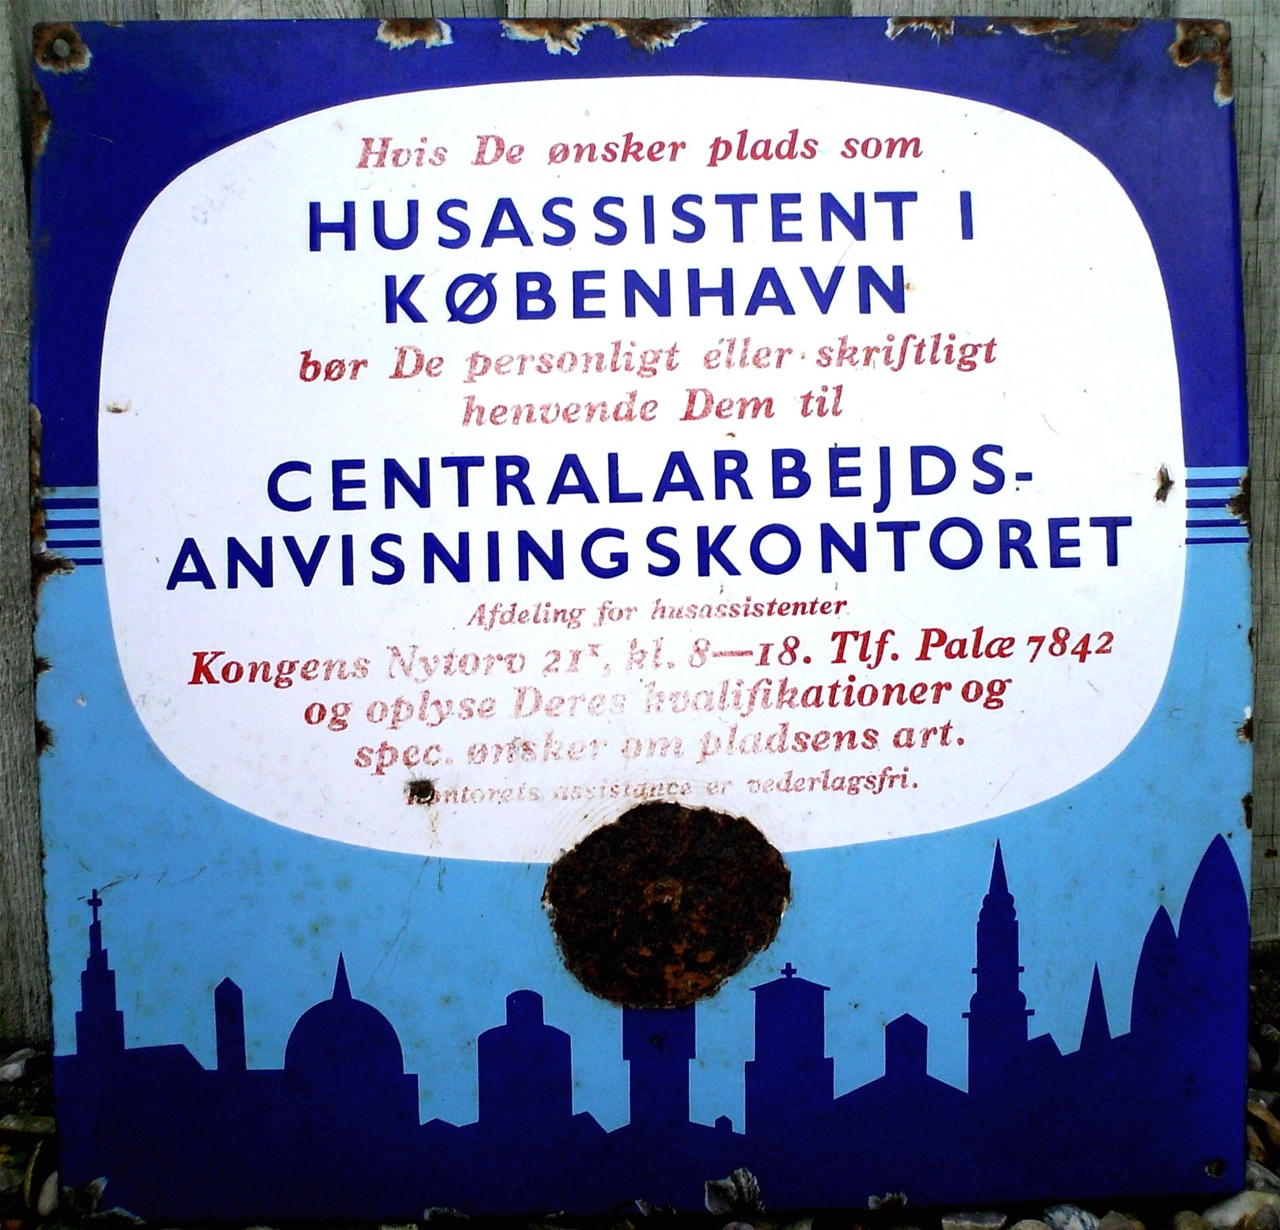 Hvis De ønsker plads som
HUSASSISTENT I
KØBENHAVN
bør De personligt eller skriftligt
henvende Dem til
CENTRALARBEJDS-
ANVISNINGSKONTORET
Afdeling for husassistenter
Kongens Nytorv 21ˣ, kl. 8—18. Tlf. Palæ 7842
og oplyse Deres kvalifikationer og
spec. ønsker om pladsens art.
Kontorets assistance er vederlagsfri.